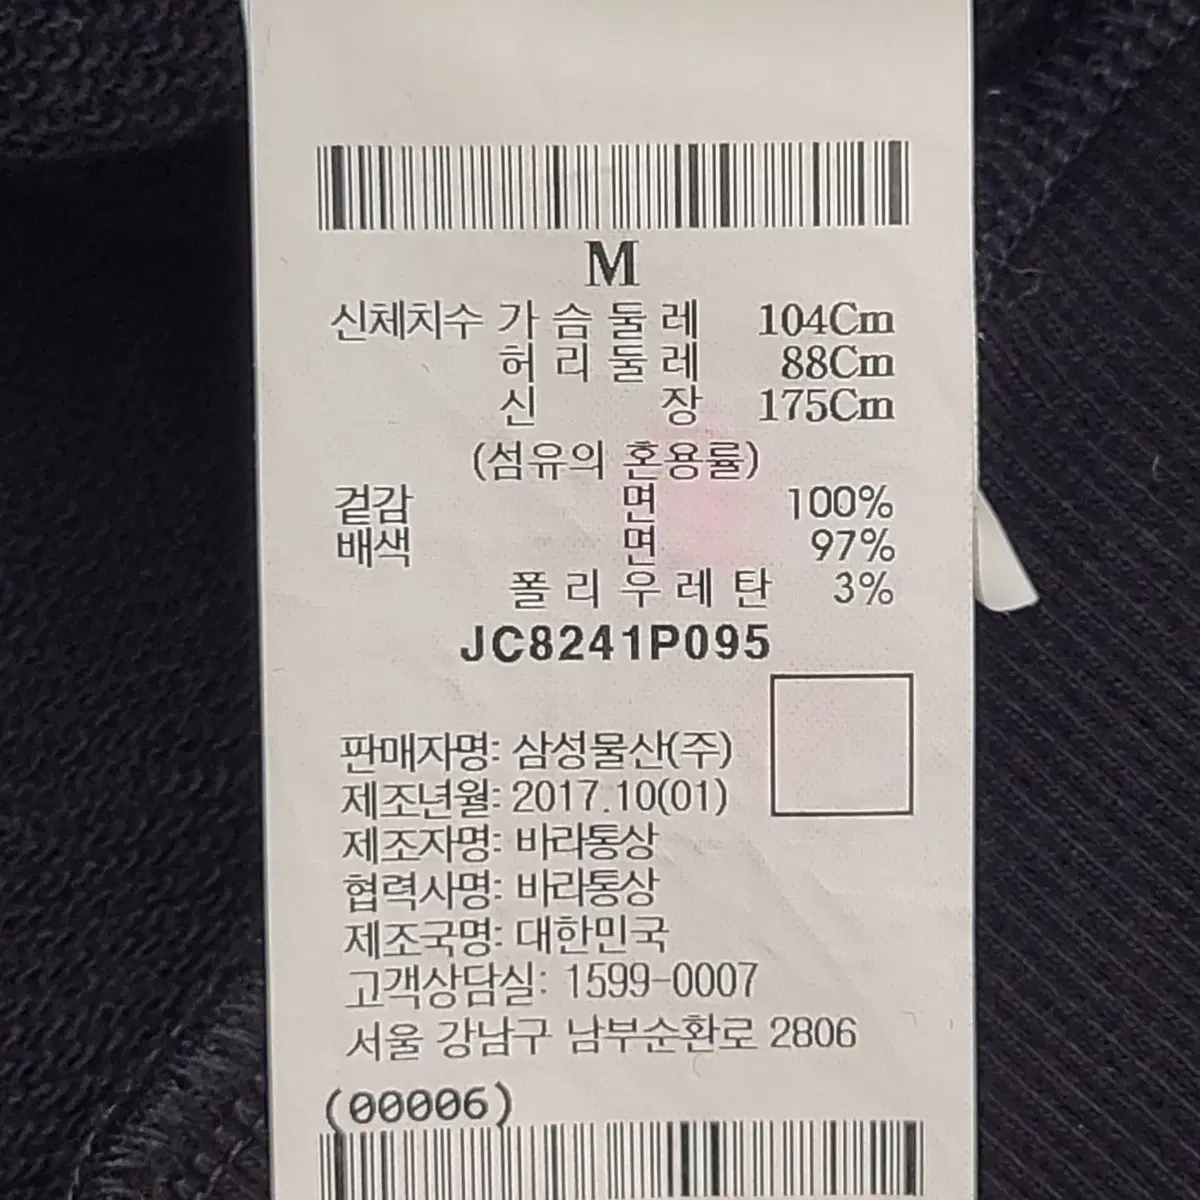 M
신체치수 가슴둘레 104Cm
허리둘레 88Cm
신 장 175Cm
(섬유의 혼용률)
겉감 면 100%
배색 면 97%
폴리우레탄 3%
JC8241P095
판매자명: 삼성물산(주)
제조년월: 2017.10(01)
제조자명: 바라통상
협력사명: 바라통상
제조국명: 대한민국
고객상담실: 1599-0007
서울 강남구 남부순환로 2806
(00006)